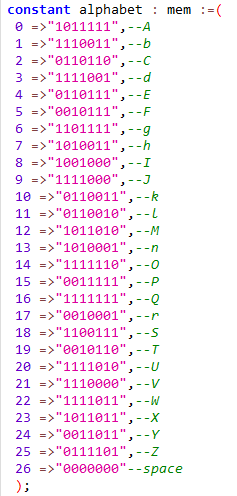 constant alphabet : mem :=(
0 =>"1011111",--A
1 =>"1110011",--b
2 =>"0110110",--C
3 =>"1111001",--d
4 =>"0110111",--E
5 =>"0010111",--F
6 =>"1101111",--g
7 =>"1010011",--h
8 =>"1001000",--I
9 =>"1111000",--J
10 =>"0110011",--k
11 =>"0110010",--l
12 =>"1011010",--M
13 =>"1010001",--n
14 =>"1111110",--O
15 =>"0011111",--P
16 =>"1111111",--Q
17 =>"0010001",--r
18 =>"1100111",--S
19 =>"0010110",--T
20 =>"1111010",--U
21 =>"1110000",--V
22 =>"1111011",--W
23 =>"1011011",--X
24 =>"0011011",--Y
25 =>"0111101",--Z
26 =>"0000000"--space
);